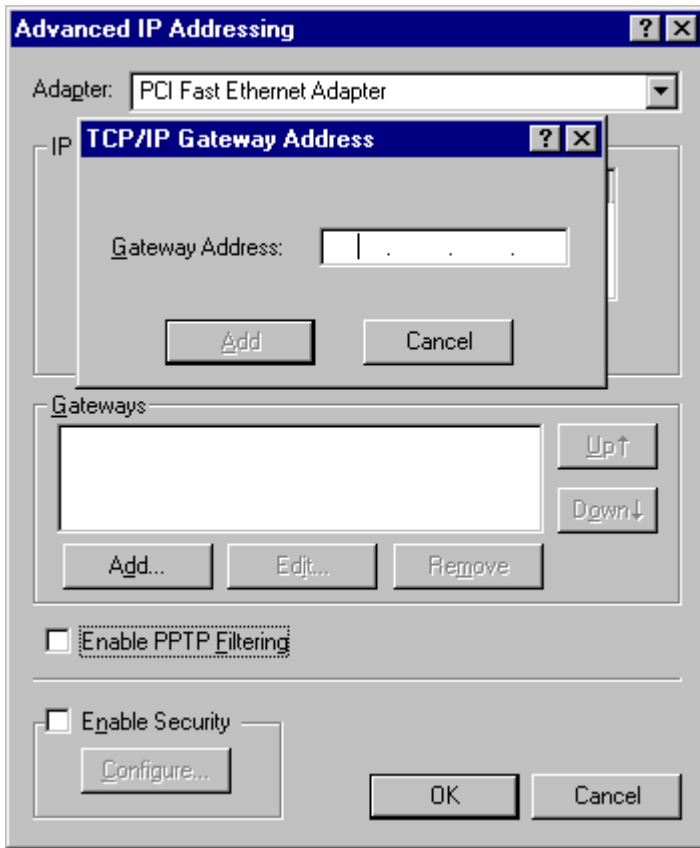 Advanced IP Addressing
Adapter: PCI Fast Ethernet Adapter
IP
TCP/IP Gateway Address
Gateway Address: . . .
Add Cancel
Gateways
Up↑
Down↓
Add... Edit... Remove
Enable PPTP Filtering
Enable Security
Configure...
OK Cancel